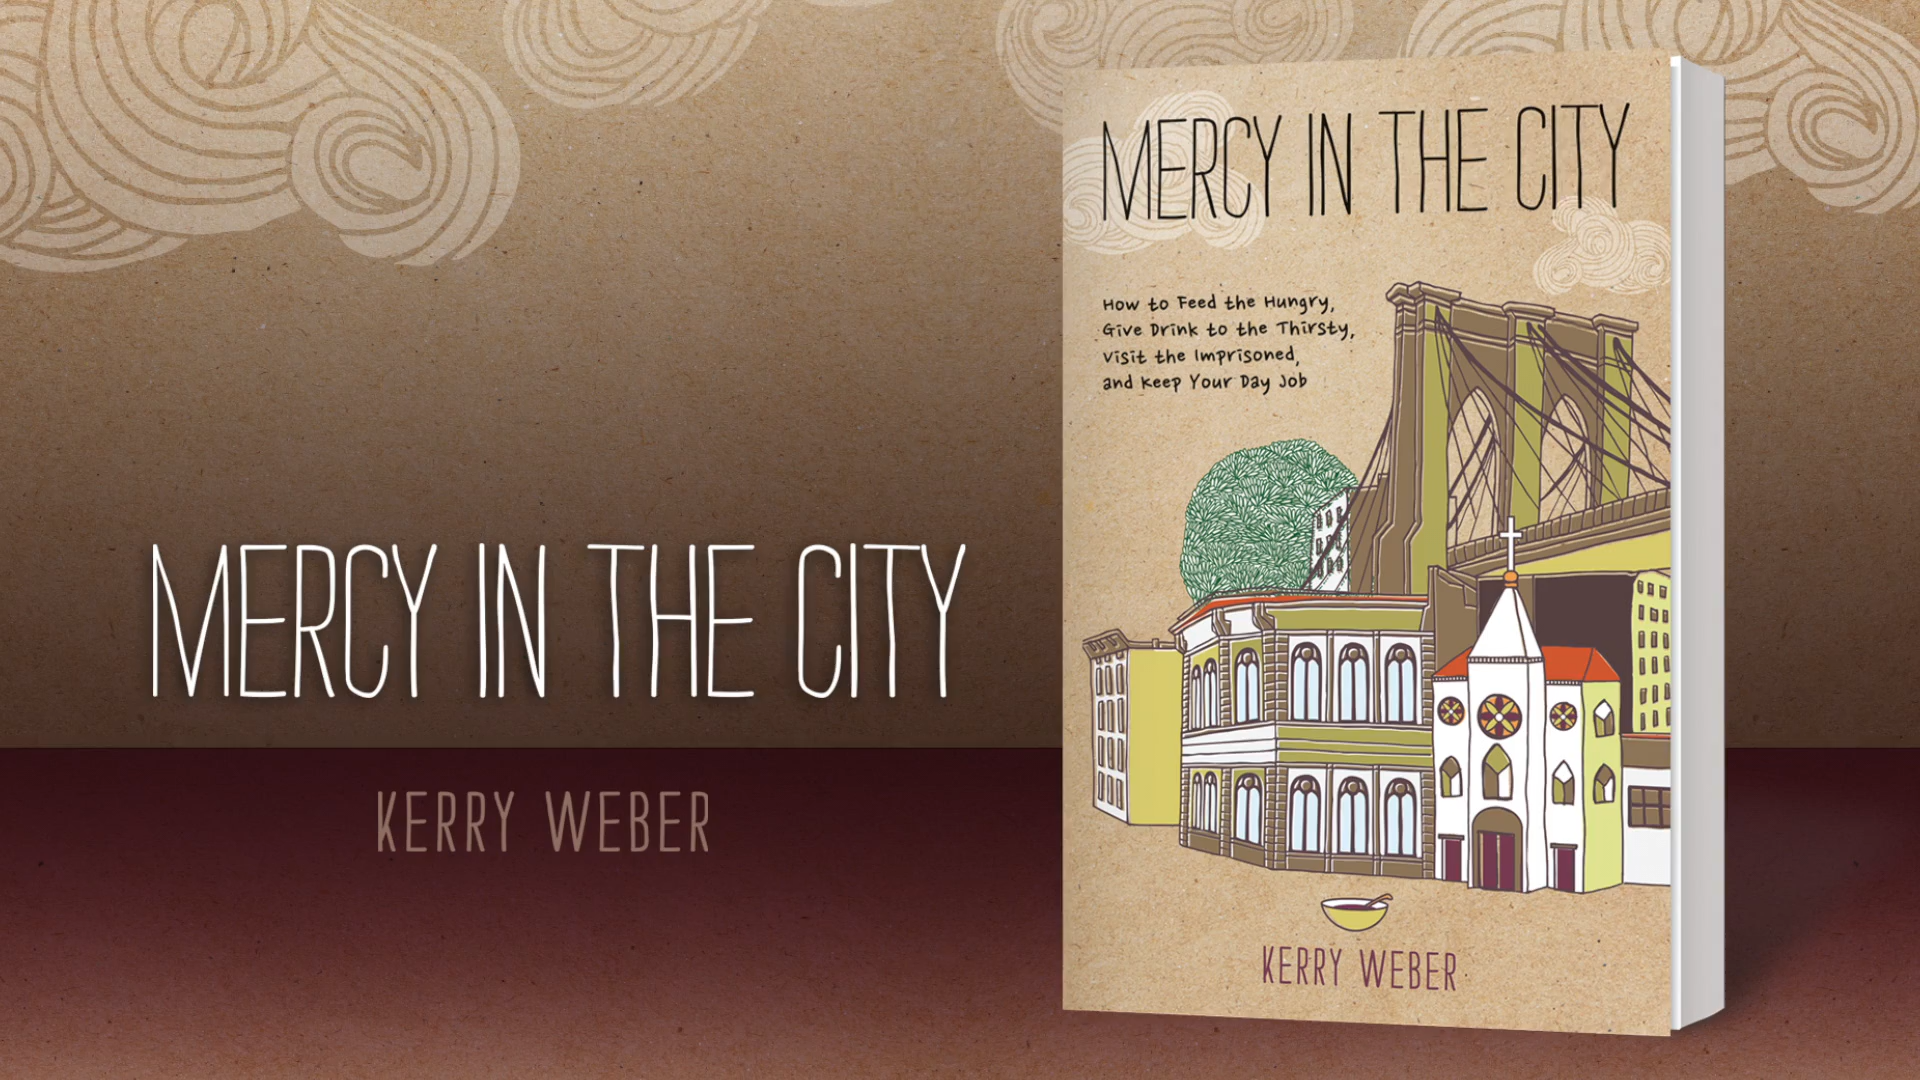 MERCY IN THE CITY
KERRY WEBER
MERCY IN THE CITY
How to Feed the Hungry,
Give Drink to the Thirsty,
Visit the Imprisoned,
and Keep Your Day Job
KERRY WEBER